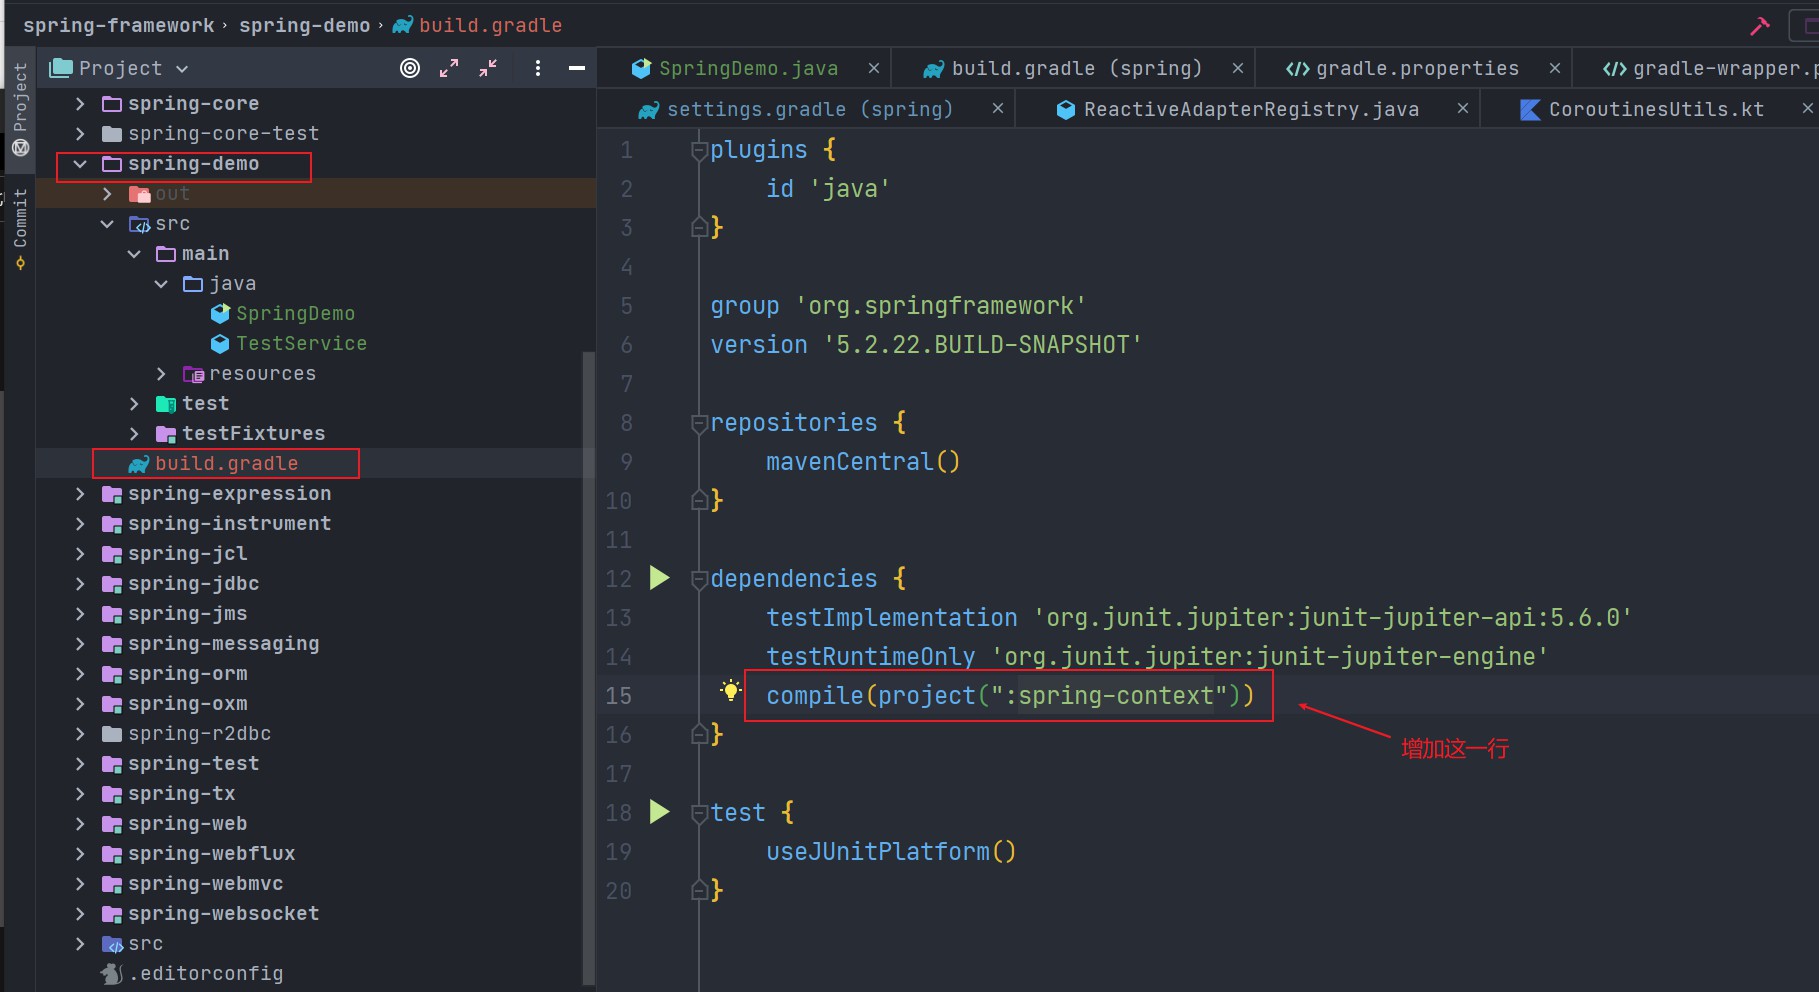 spring-framework › spring-demo › build.gradle
Project
Commit
Project
spring-core
spring-core-test
spring-demo
out
src
main
java
SpringDemo
TestService
resources
test
testFixtures
build.gradle
spring-expression
spring-instrument
spring-jcl
spring-jdbc
spring-jms
spring-messaging
spring-orm
spring-oxm
spring-r2dbc
spring-test
spring-tx
spring-web
spring-webflux
spring-webmvc
spring-websocket
src
.editorconfig
SpringDemo.java
build.gradle (spring)
gradle.properties
gradle-wrapper.p
settings.gradle (spring)
ReactiveAdapterRegistry.java
CoroutinesUtils.kt
1 plugins {
2 id 'java'
3 }
4
5 group 'org.springframework'
6 version '5.2.22.BUILD-SNAPSHOT'
7
8 repositories {
9 mavenCentral()
10 }
11
12 dependencies {
13 testImplementation 'org.junit.jupiter:junit-jupiter-api:5.6.0'
14 testRuntimeOnly 'org.junit.jupiter:junit-jupiter-engine'
15 compile(project(":spring-context"))
16 }
增加这一行
17
18 test {
19 useJUnitPlatform()
20 }